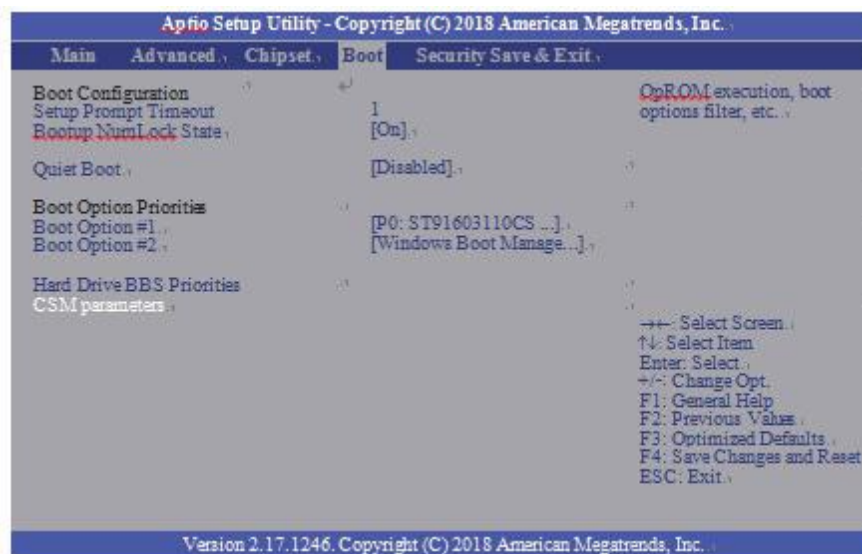 Aptio Setup Utility - Copyright (C) 2018 American Megatrends, Inc.
Main Advanced Chipset Boot Security Save & Exit
Boot Configuration
Setup Prompt Timeout 1
Bootup NumLock State [On]
Quiet Boot [Disabled]
Boot Option Priorities
Boot Option #1 [P0: ST91603110CS ...]
Boot Option #2 [Windows Boot Manage...]
Hard Drive BBS Priorities
CSM parameters
OpROM execution, boot
options filter, etc.
→←: Select Screen
↑↓: Select Item
Enter: Select
+/-: Change Opt.
F1: General Help
F2: Previous Values
F3: Optimized Defaults
F4: Save Changes and Reset
ESC: Exit
Version 2.17.1246. Copyright (C) 2018 American Megatrends, Inc.